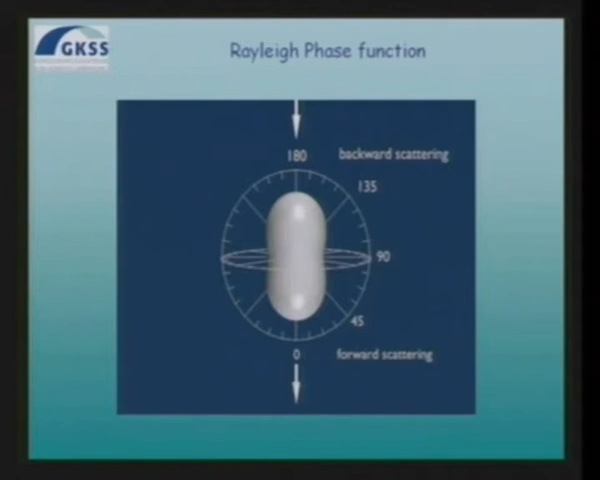 GKSS
Rayleigh Phase function
180
backward scattering
135
90
45
0
forward scattering